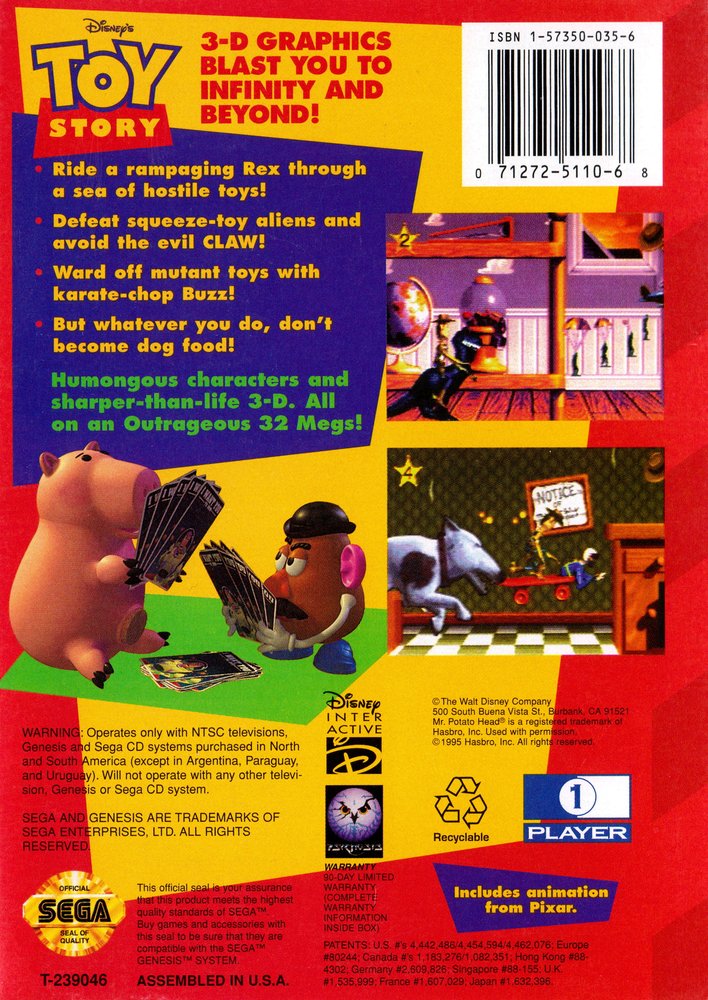 Disney's
TOY
STORY
3-D GRAPHICS
BLAST YOU TO
INFINITY AND
BEYOND!
ISBN 1-57350-035-6
0 71272-5110-6 8
• Ride a rampaging Rex through
a sea of hostile toys!
• Defeat squeeze-toy aliens and
avoid the evil CLAW!
• Ward off mutant toys with
karate-chop Buzz!
• But whatever you do, don't
become dog food!
Humongous characters and
sharper-than-life 3-D. All
on an Outrageous 32 Megs!
2
4
NOTICE
WARNING: Operates only with NTSC televisions,
Genesis and Sega CD systems purchased in North
and South America (except in Argentina, Paraguay,
and Uruguay). Will not operate with any other televi-
sion, Genesis or Sega CD system.
SEGA AND GENESIS ARE TRADEMARKS OF
SEGA ENTERPRISES, LTD. ALL RIGHTS
RESERVED.
Disney
INTER
ACTIVE
D
PSYGNOSIS
©The Walt Disney Company
500 South Buena Vista St., Burbank, CA 91521
Mr. Potato Head® is a registered trademark of
Hasbro, Inc. Used with permission.
©1995 Hasbro, Inc. All rights reserved.
Recyclable
1
PLAYER
WARRANTY
90-DAY LIMITED
WARRANTY
(COMPLETE
WARRANTY
INFORMATION
INSIDE BOX)
Includes animation
from Pixar.
OFFICIAL
SEGA
SEAL OF
QUALITY
This official seal is your assurance
that this product meets the highest
quality standards of SEGA™.
Buy games and accessories with
this seal to be sure that they are
compatible with the SEGA™
GENESIS™ SYSTEM.
PATENTS: U.S. #'s 4,442,486/4,454,594/4,462,076; Europe
#80244; Canada #'s 1,183,276/1,082,351; Hong Kong #88-
4302; Germany #2,609,826; Singapore #88-155; U.K.
#1,535,999; France #1,607,029; Japan #1,632,396.
T-239046
ASSEMBLED IN U.S.A.